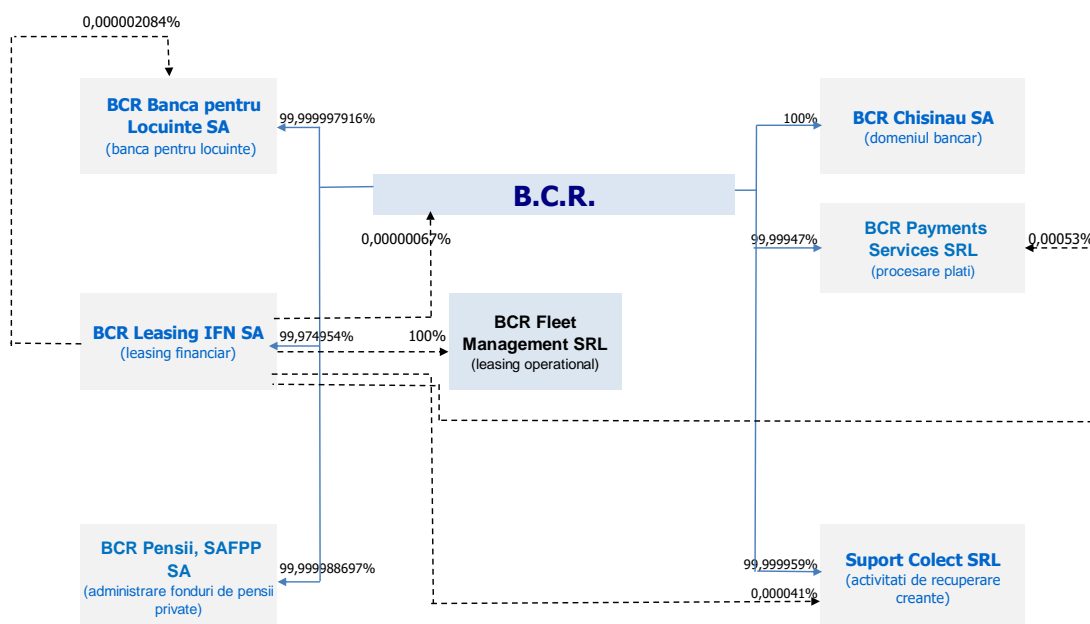 0,000002084%
BCR Banca pentru
Locuinte SA
(banca pentru locuinte)
99,999997916%
100%
BCR Chisinau SA
(domeniul bancar)
B.C.R.
0,00000067%
99,99947%
BCR Payments
Services SRL
(procesare plati)
0,00053%
BCR Leasing IFN SA
(leasing financiar)
99,974954%
100%
BCR Fleet
Management SRL
(leasing operational)
BCR Pensii, SAFPP
SA
(administrare fonduri de pensii
private)
99,999988697%
99,999959%
0,000041%
Suport Colect SRL
(activitati de recuperare
creante)